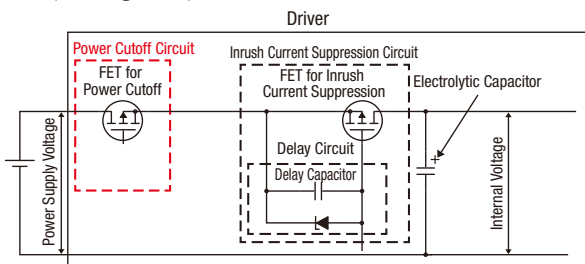 Driver
Power Cutoff Circuit
Inrush Current Suppression Circuit
FET for
Power Cutoff
FET for Inrush
Current Suppression
Electrolytic Capacitor
Delay Circuit
Delay Capacitor
+
Power Supply Voltage
Internal Voltage